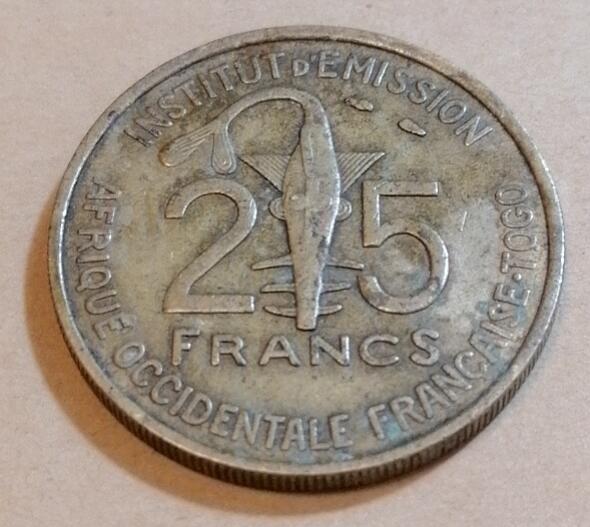 INSTITUT D'EMISSION
25
FRANCS
AFRIQUE OCCIDENTALE FRANÇAISE·TOGO